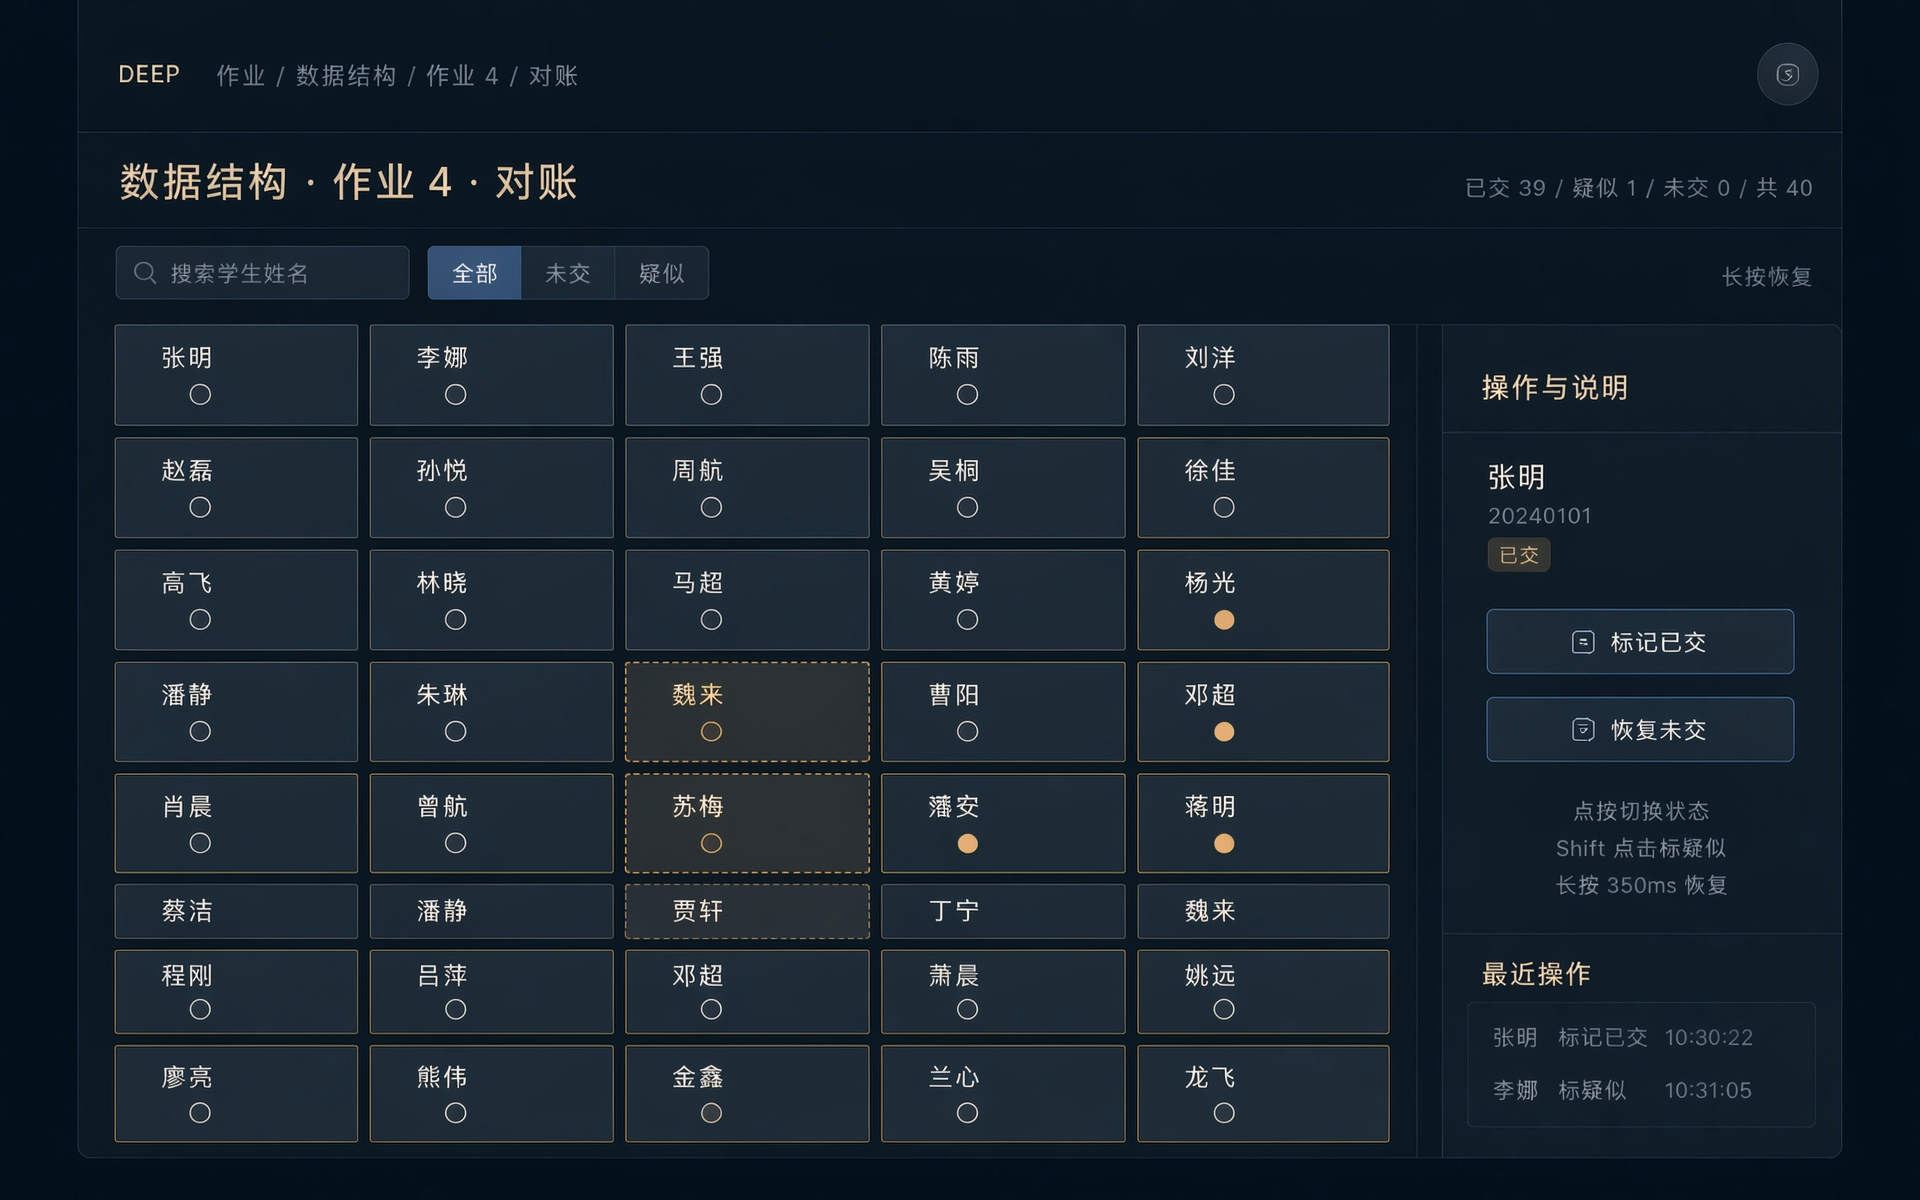 DEEP 作业 / 数据结构 / 作业 4 / 对账
数据结构 · 作业 4 · 对账
已交 39 / 疑似 1 / 未交 0 / 共 40
搜索学生姓名 全部 未交 疑似
长按恢复
张明 李娜 王强 陈雨 刘洋
赵磊 孙悦 周航 吴桐 徐佳
高飞 林晓 马超 黄婷 杨光
潘静 朱琳 魏来 曹阳 邓超
肖晨 曾航 苏梅 安 蒋明
蔡洁 潘静 贾轩 丁宁 魏来
程刚 吕萍 邓超 萧晨 姚远
廖亮 熊伟 金鑫 兰心 龙飞
操作与说明
张明
20240101
已交
标记已交
恢复未交
点按切换状态
Shift 点击标疑似
长按 350ms 恢复
最近操作
张明 标记已交 10:30:22
李娜 标疑似 10:31:05